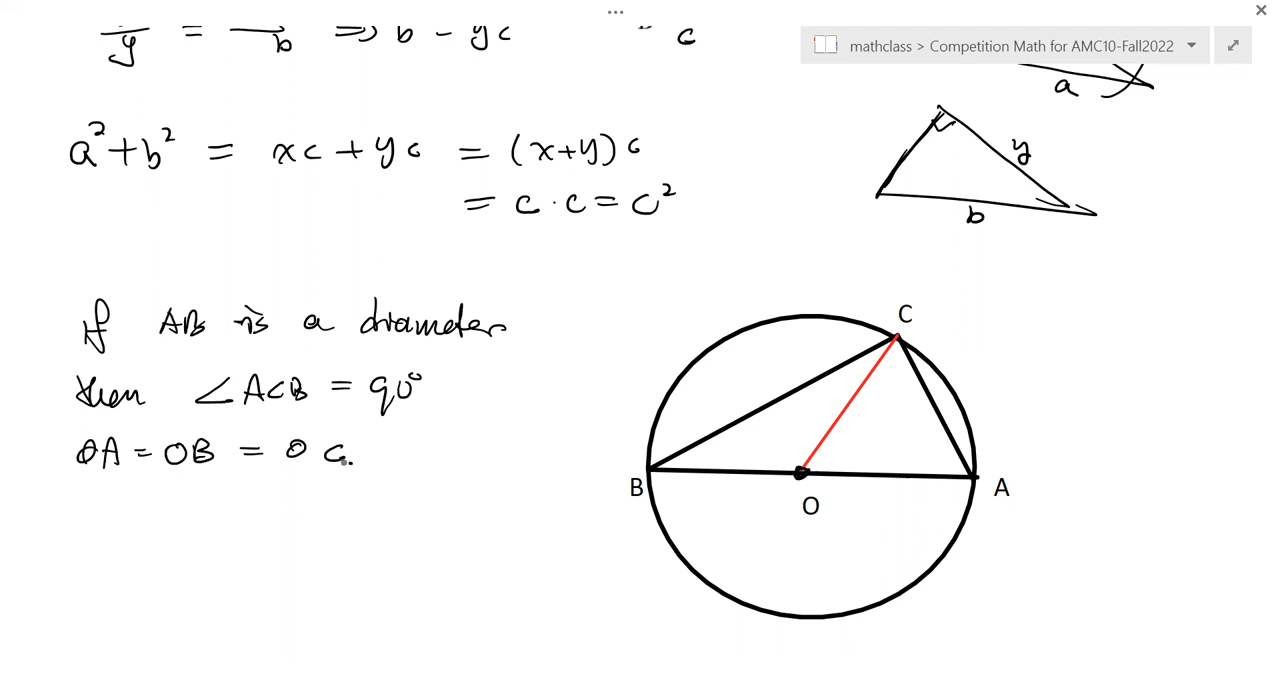 ...
mathclass > Competition Math for AMC10-Fall2022
y = b ⇒ b - yc
c
a
a² + b² = xc + yc = (x+y) c
= c · c = c²
y
b
If AB is a diameter
then ∠ACB = 90°
OA = OB = OC.
C
B
O
A